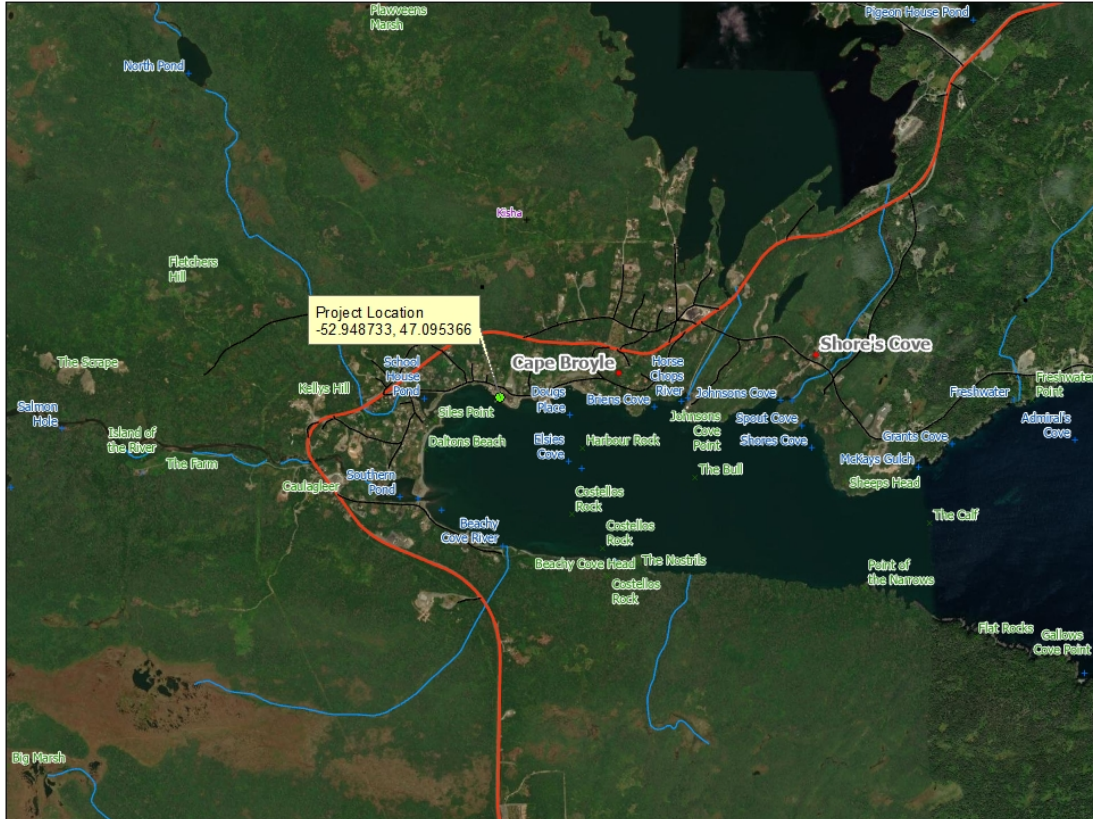 Plawveens
Marsh
Pigeon House Pond
North Pond
Kisha
Fletchers
Hill
Project Location
-52.948733, 47.095366
The Scrape
School
House
Pond
Cape Broyle
Horse
Chops
River
Shore's Cove
Kellys Hill
Siles Point
Dougs
Place
Briens Cove
Johnsons Cove
Freshwater
Freshwater
Point
Salmon
Hole
Island of
the River
Daltons Beach
Elsies
Cove
Harbour Rock
Johnsons
Cove
Point
Spout Cove
Shores Cove
Grants Cove
Admiral's
Cove
The Farm
Caulagleer
Southern
Pond
The Bull
McKays Gulch
Sheeps Head
Costellos
Rock
The Calf
Beachy
Cove River
Costellos
Rock
Beachy Cove Head
The Nostrils
Costellos
Rock
Point of
the Narrows
Flat Rocks
Gallows
Cove Point
Big Marsh